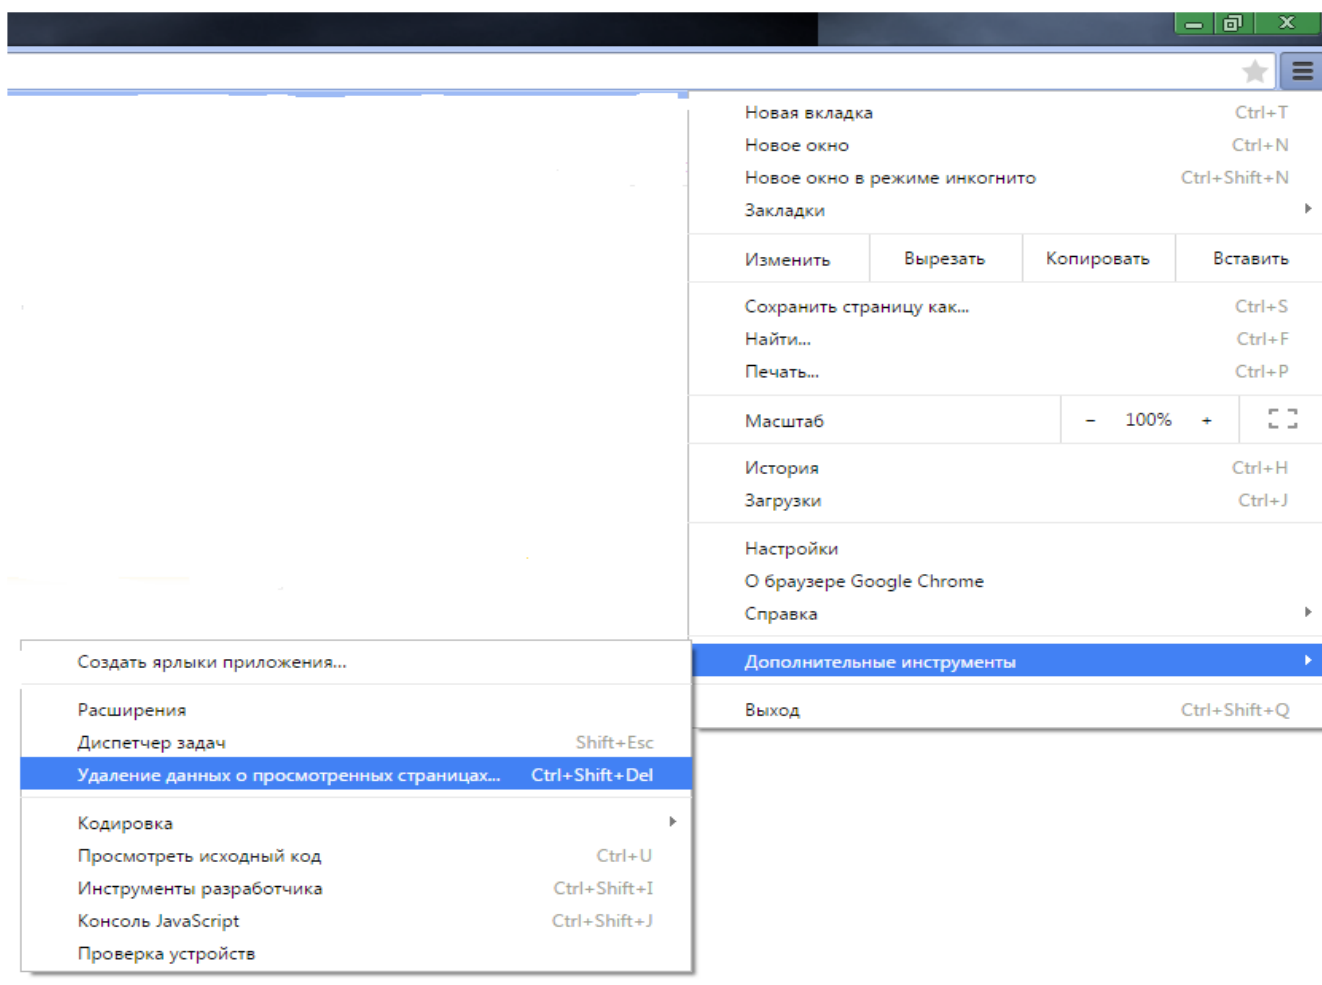 Новая вкладка Ctrl+T
Новое окно Ctrl+N
Новое окно в режиме инкогнито Ctrl+Shift+N
Закладки
Изменить Вырезать Копировать Вставить
Сохранить страницу как... Ctrl+S
Найти... Ctrl+F
Печать... Ctrl+P
Масштаб - 100% +
История Ctrl+H
Загрузки Ctrl+J
Настройки
О браузере Google Chrome
Справка
Дополнительные инструменты
Выход Ctrl+Shift+Q
Создать ярлыки приложения...
Расширения
Диспетчер задач Shift+Esc
Удаление данных о просмотренных страницах... Ctrl+Shift+Del
Кодировка
Просмотреть исходный код Ctrl+U
Инструменты разработчика Ctrl+Shift+I
Консоль JavaScript Ctrl+Shift+J
Проверка устройств